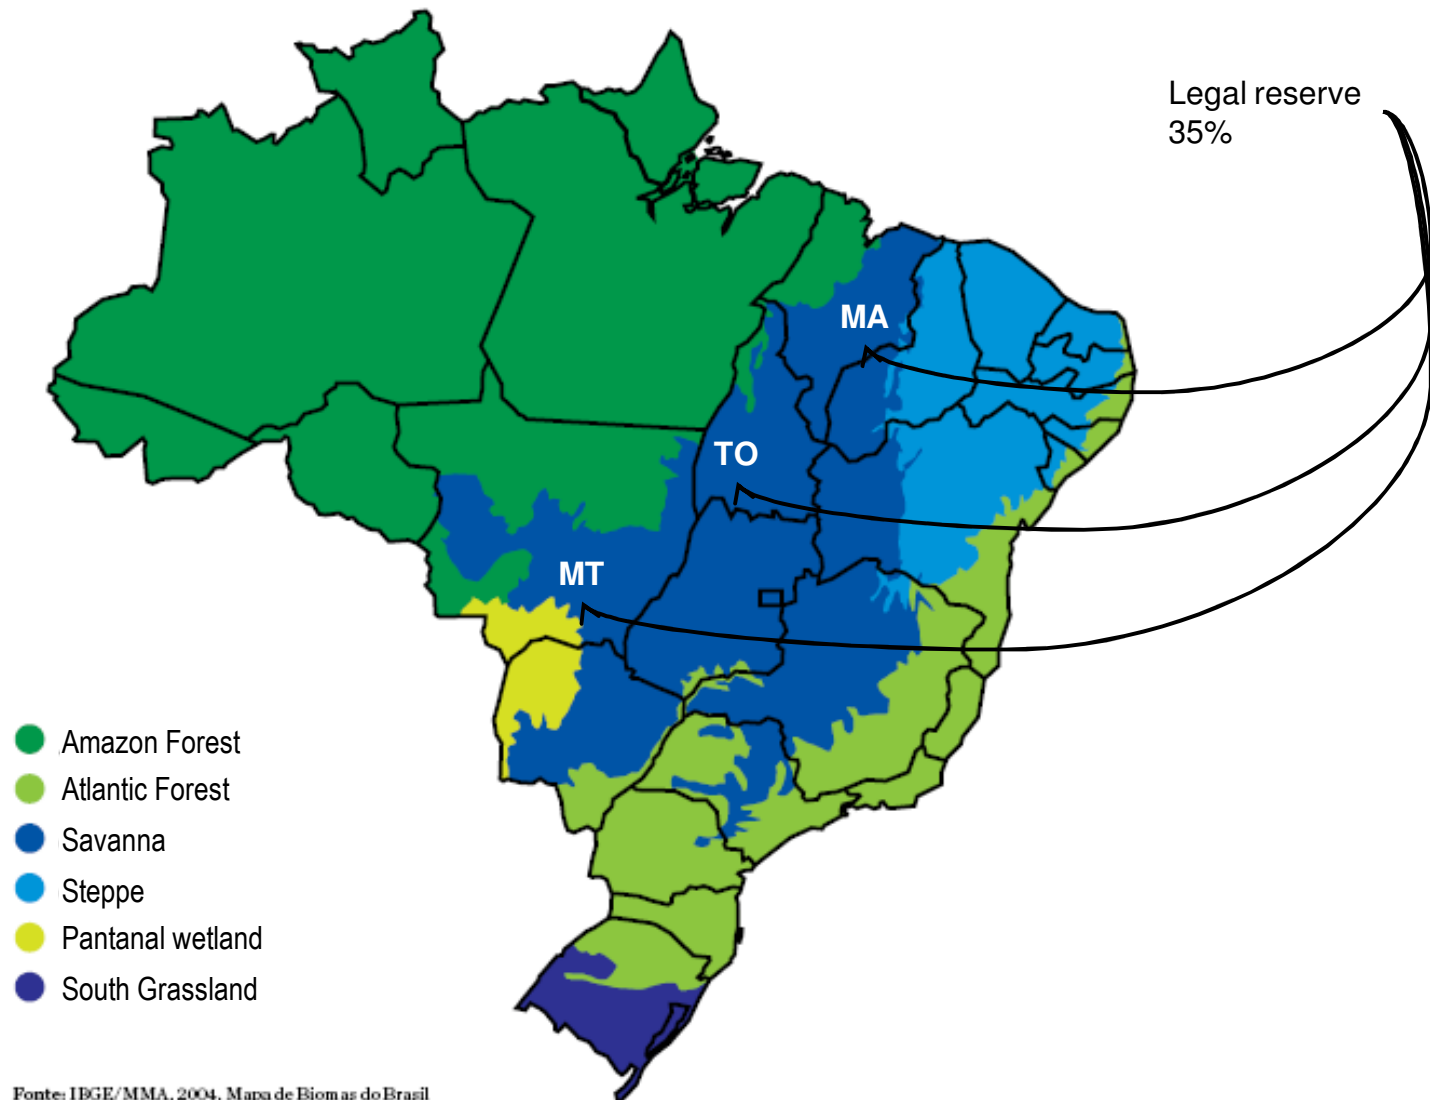 Legal reserve
35%
MA
TO
MT
Amazon Forest
Atlantic Forest
Savanna
Steppe
Pantanal wetland
South Grassland
Fonte: IBGE/MMA, 2004. Mapa de Biomas do Brasil